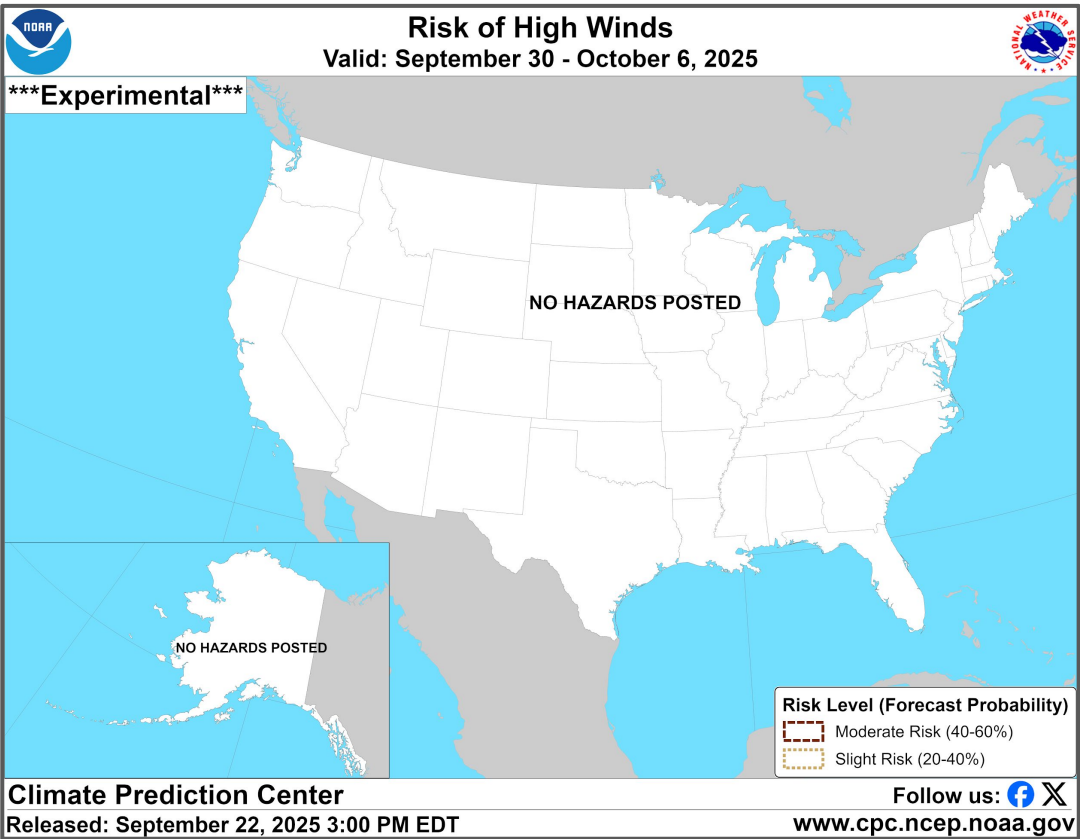 NOAA
Risk of High Winds
Valid: September 30 - October 6, 2025
NATIONAL WEATHER SERVICE
***Experimental***
NO HAZARDS POSTED
NO HAZARDS POSTED
Risk Level (Forecast Probability)
Moderate Risk (40-60%)
Slight Risk (20-40%)
Climate Prediction Center
Follow us:
Released: September 22, 2025 3:00 PM EDT
www.cpc.ncep.noaa.gov